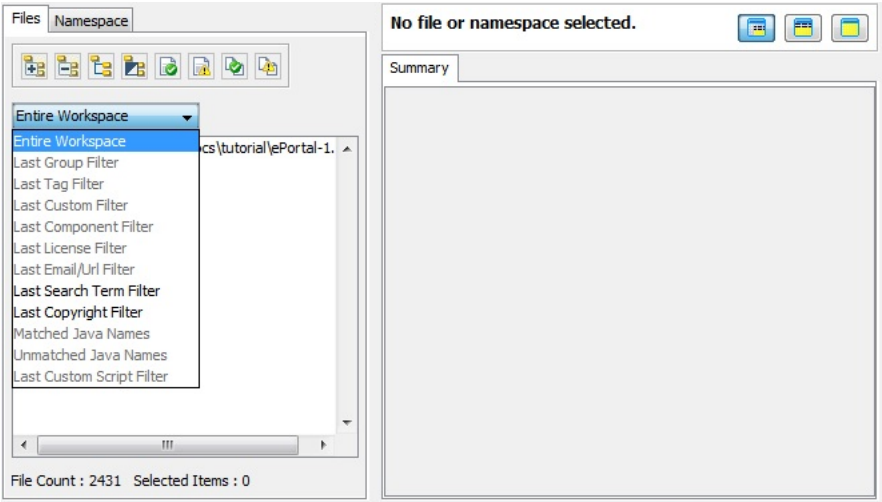 Files Namespace
Entire Workspace
Entire Workspace
ocs\tutorial\ePortal-1.
Last Group Filter
Last Tag Filter
Last Custom Filter
Last Component Filter
Last License Filter
Last Email/Url Filter
Last Search Term Filter
Last Copyright Filter
Matched Java Names
Unmatched Java Names
Last Custom Script Filter
File Count : 2431 Selected Items : 0
No file or namespace selected.
Summary